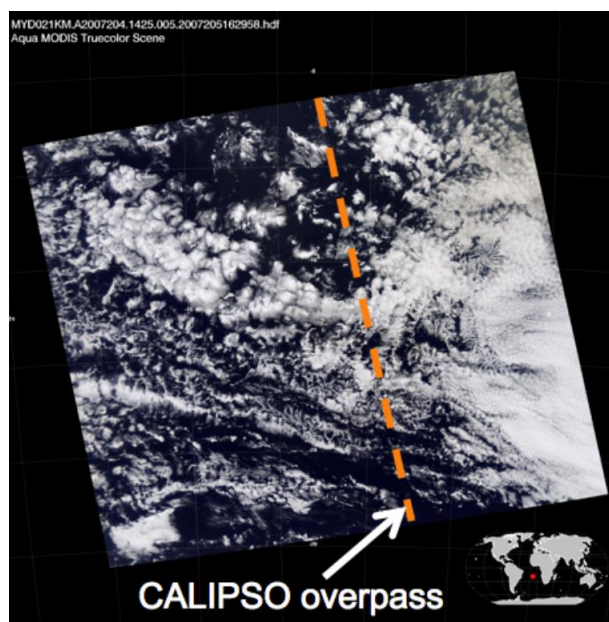 MYD021KM.A2007204.1425.005.2007205162958.hdf
Aqua MODIS Truecolor Scene
CALIPSO overpass